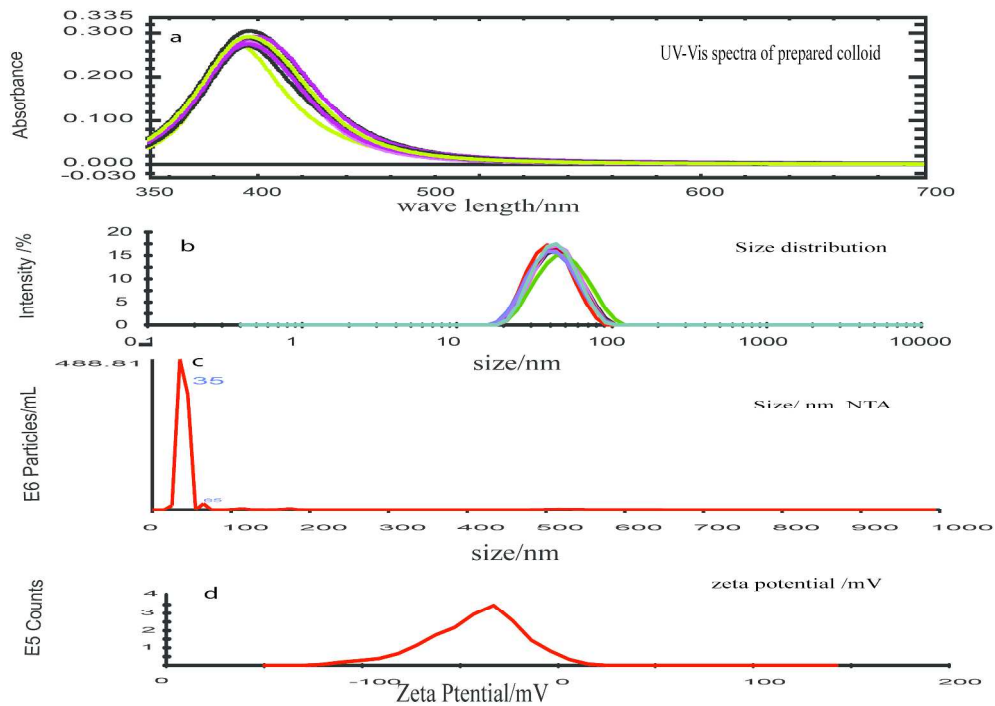 0.335
0.300
0.200
0.100
0.000
-0.030
Absorbance
a
UV-Vis spectra of prepared colloid
350 400 500 600 700
wave length/nm
20
15
10
5
0
Intensity /%
b
Size distribution
0.1 1 10 100 1000 10000
size/nm
488.81
E6 Particles/mL
c
35
Size/ nm NTA
65
0 100 200 300 400 500 600 700 800 900 1000
size/nm
4
3
2
1
E5 Counts
d
zeta potential /mV
0 -100 0 100 200
Zeta Ptential/mV